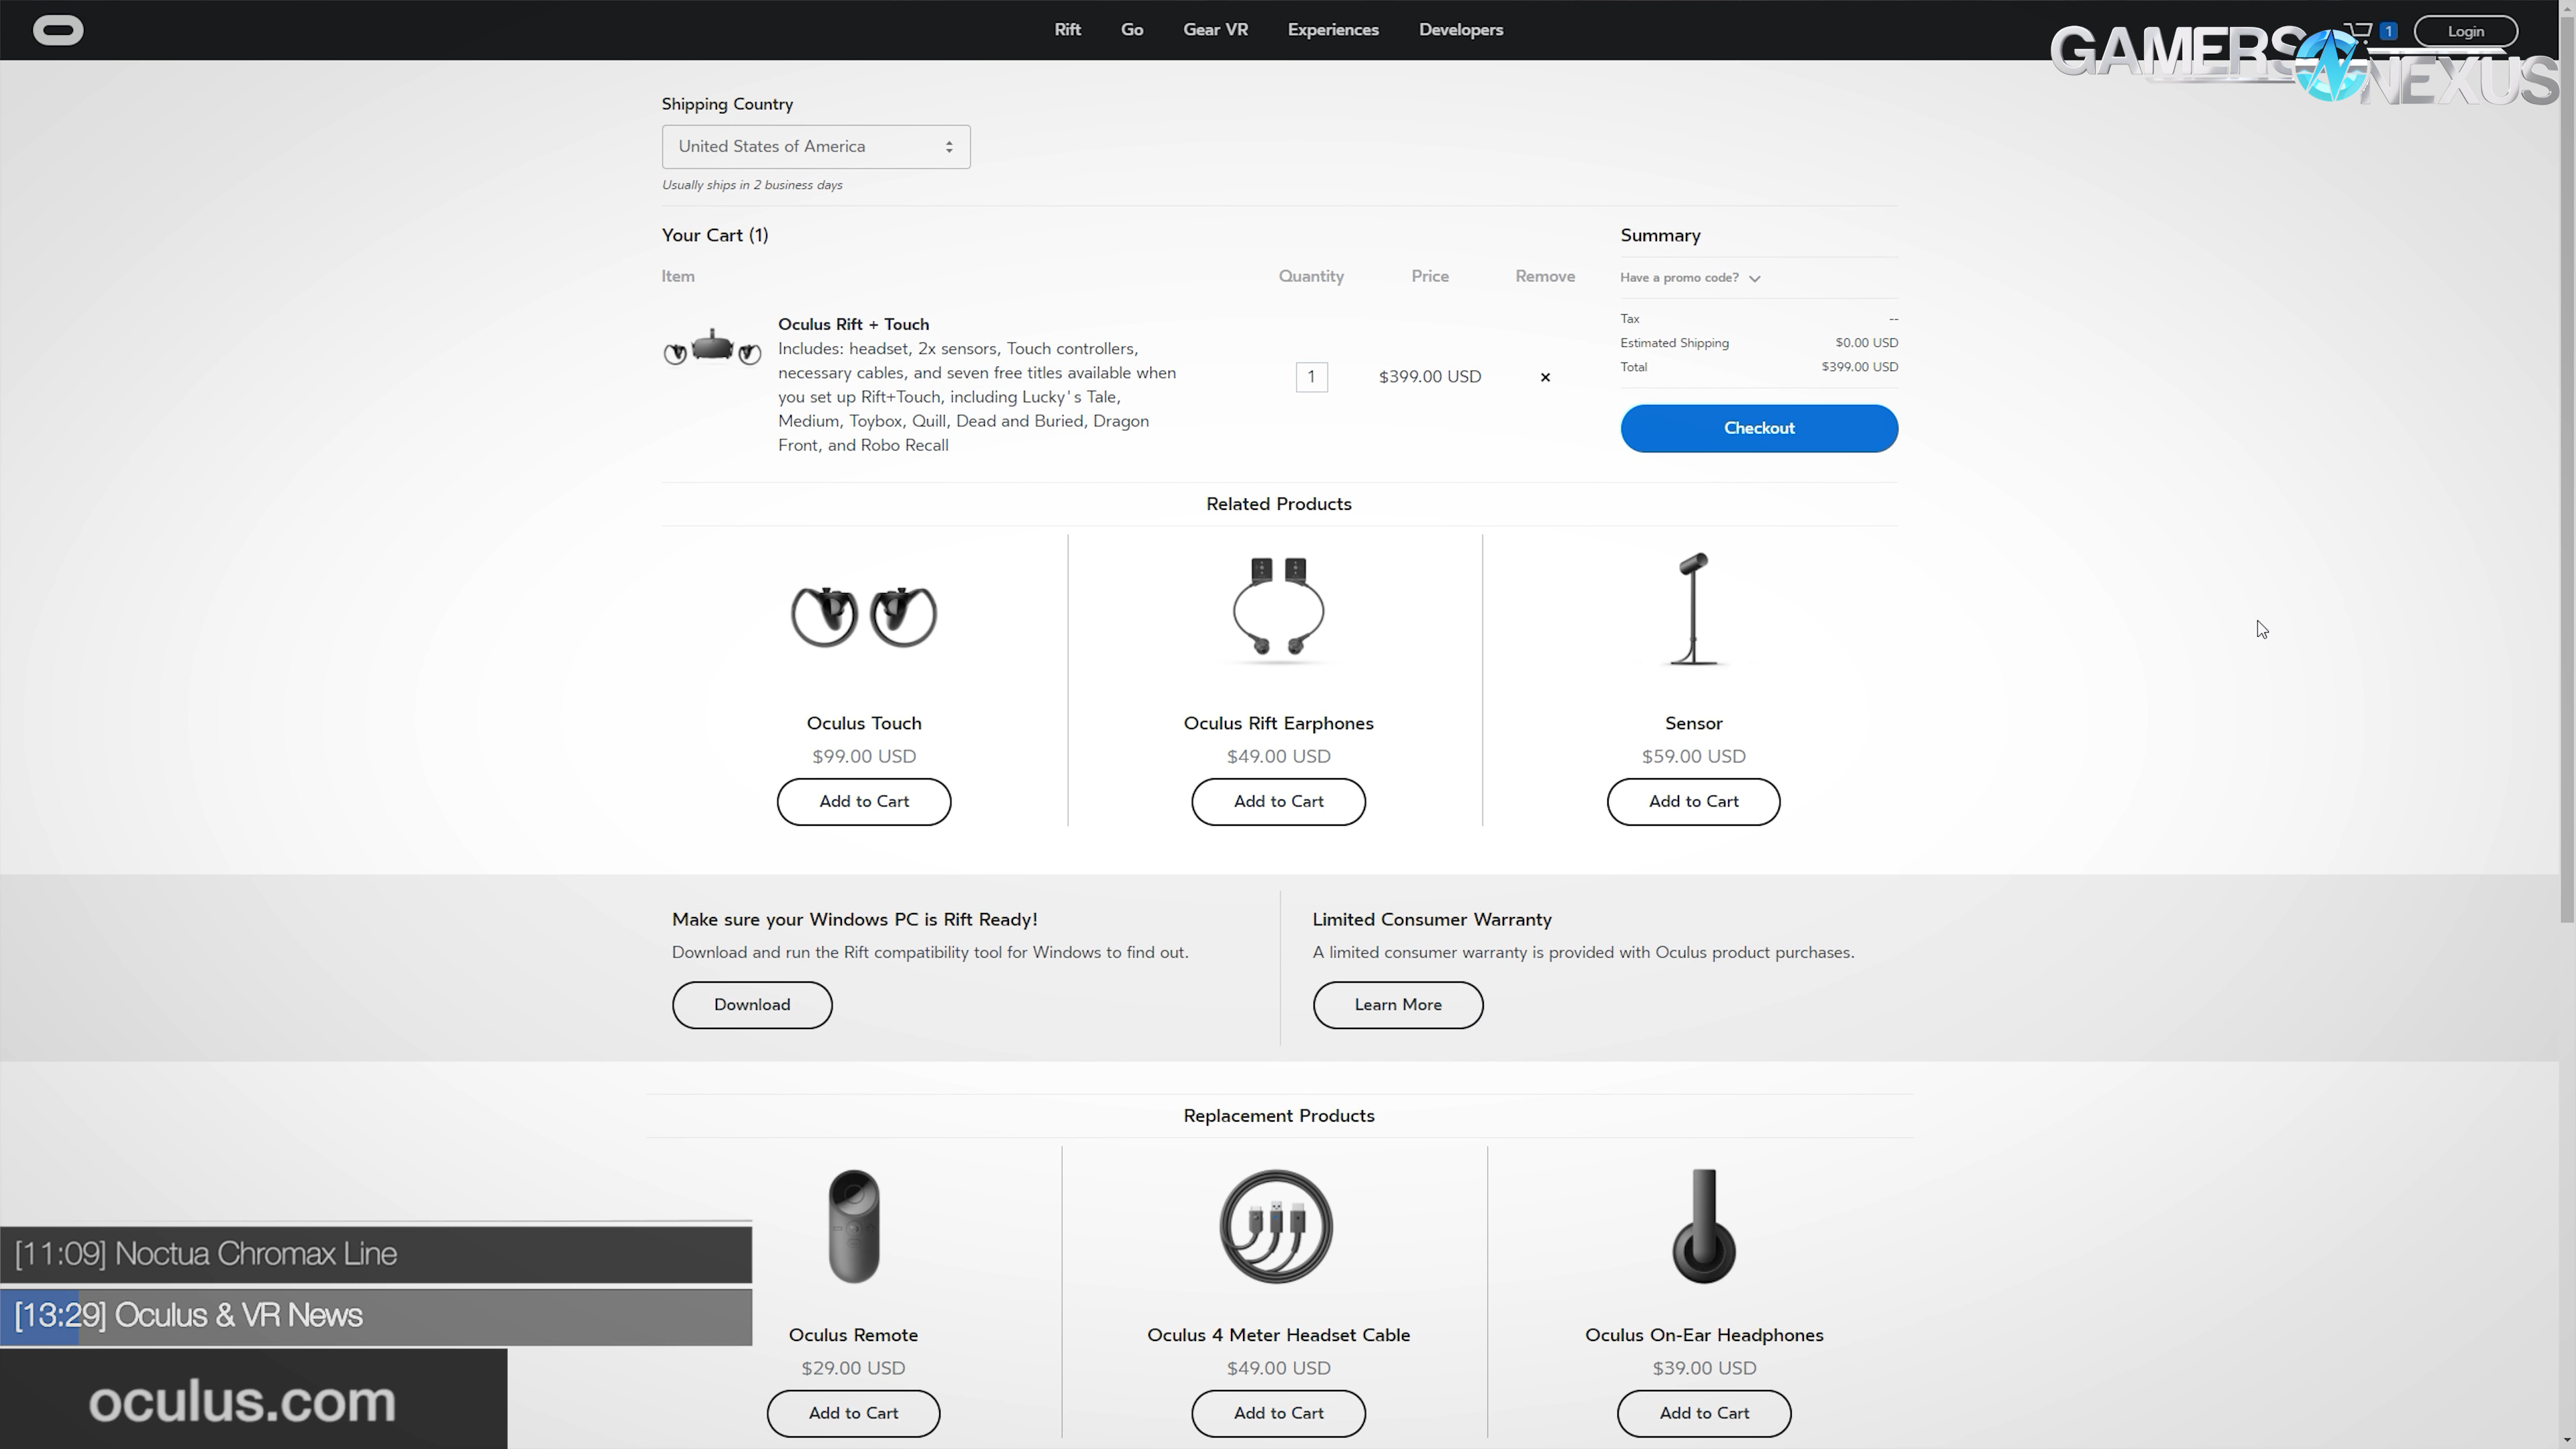 Rift Go Gear VR Experiences Developers
1 Login
GAMERS NEXUS
Shipping Country
United States of America
Usually ships in 2 business days
Your Cart (1)
Item Quantity Price Remove
Oculus Rift + Touch
Includes: headset, 2x sensors, Touch controllers,
necessary cables, and seven free titles available when
you set up Rift+Touch, including Lucky's Tale,
Medium, Toybox, Quill, Dead and Buried, Dragon
Front, and Robo Recall
1 $399.00 USD ×
Summary
Have a promo code?
Tax --
Estimated Shipping $0.00 USD
Total $399.00 USD
Checkout
Related Products
Oculus Touch
$99.00 USD
Add to Cart
Oculus Rift Earphones
$49.00 USD
Add to Cart
Sensor
$59.00 USD
Add to Cart
Make sure your Windows PC is Rift Ready!
Download and run the Rift compatibility tool for Windows to find out.
Download
Limited Consumer Warranty
A limited consumer warranty is provided with Oculus product purchases.
Learn More
Replacement Products
Oculus Remote
$29.00 USD
Add to Cart
Oculus 4 Meter Headset Cable
$49.00 USD
Add to Cart
Oculus On-Ear Headphones
$39.00 USD
Add to Cart
[11:09] Noctua Chromax Line
[13:29] Oculus & VR News
oculus.com